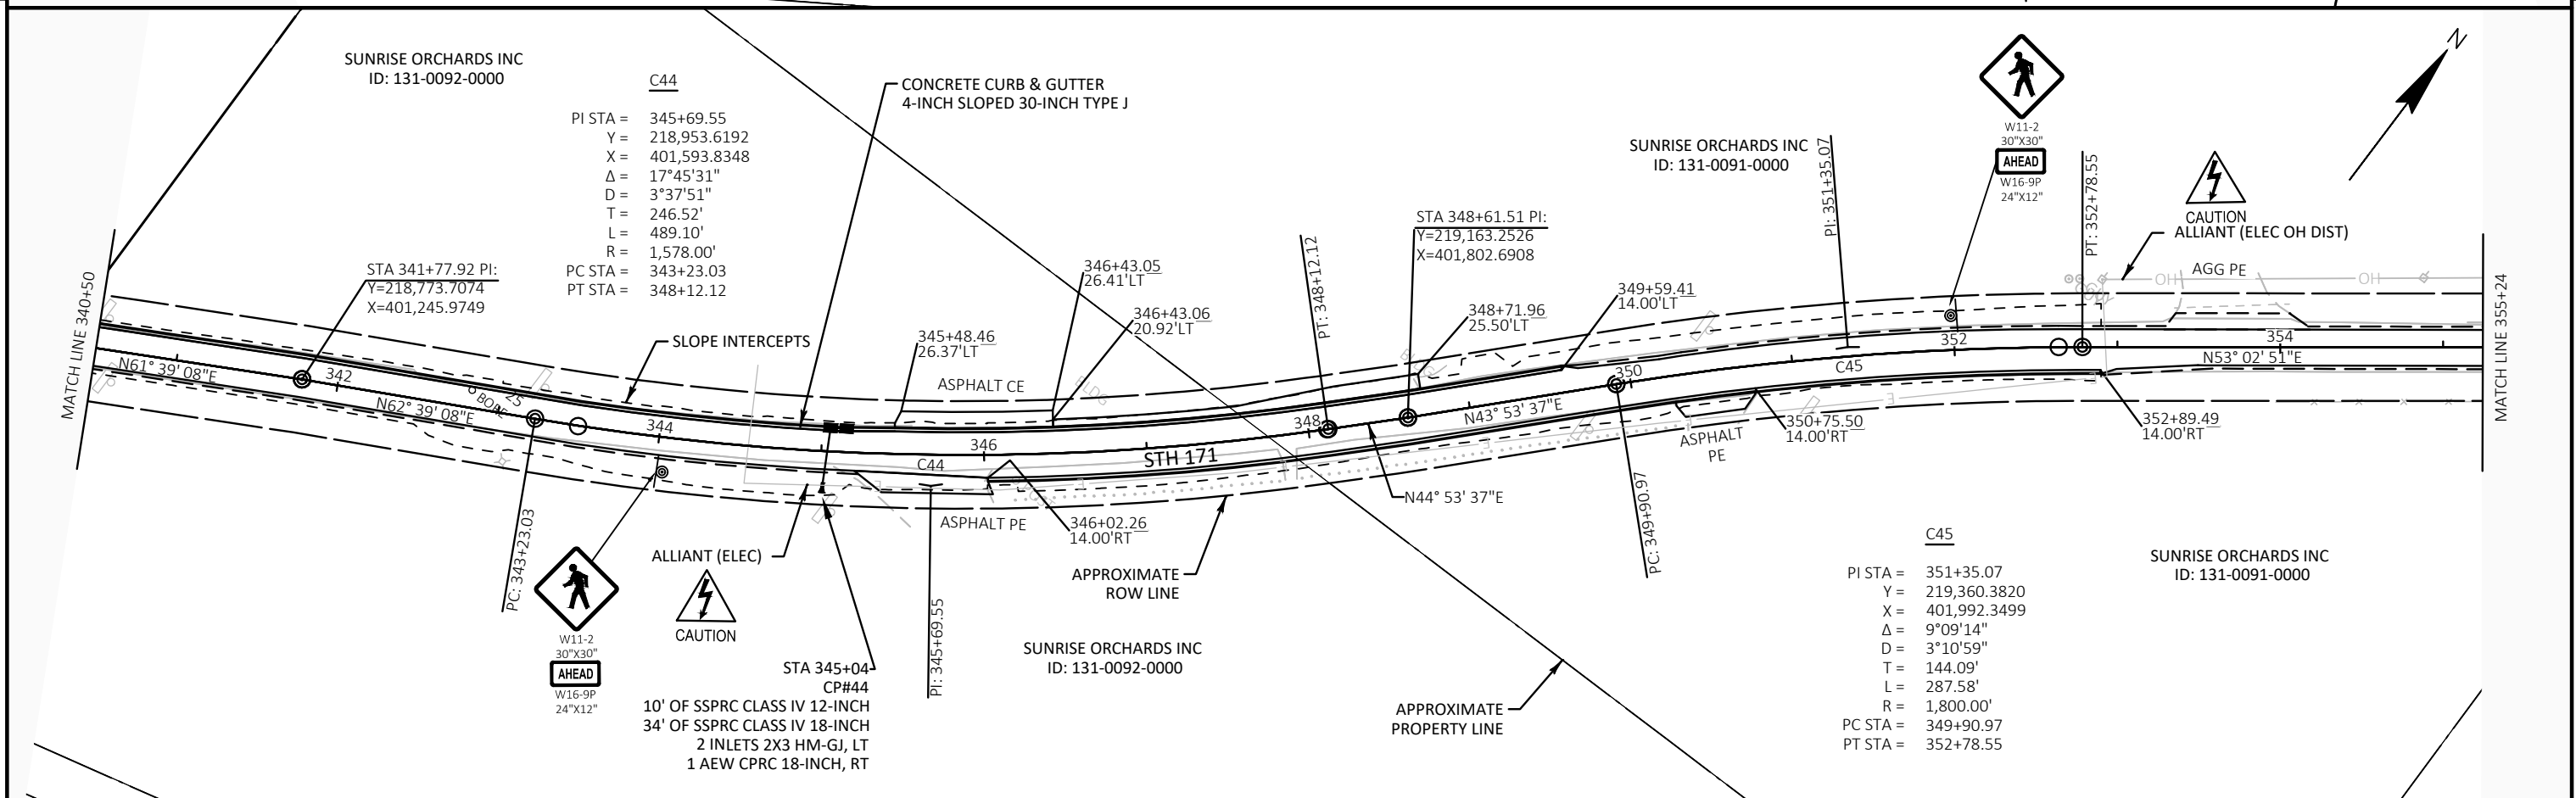 SUNRISE ORCHARDS INC
ID: 131-0092-0000
C44
PI STA = 345+69.55
Y = 218,953.6192
X = 401,593.8348
Δ = 17°45'31"
D = 3°37'51"
T = 246.52'
L = 489.10'
R = 1,578.00'
PC STA = 343+23.03
PT STA = 348+12.12
CONCRETE CURB & GUTTER
4-INCH SLOPED 30-INCH TYPE J
SUNRISE ORCHARDS INC
ID: 131-0091-0000
PI: 351+35.07
W11-2
30"X30"
AHEAD
W16-9P
24"X12"
PT: 352+78.55
N
CAUTION
ALLIANT (ELEC OH DIST)
AGG PE
OH
OH
MATCH LINE 340+50
STA 341+77.92 PI:
Y=218,773.7074
X=401,245.9749
SLOPE INTERCEPTS
345+48.46
26.37'LT
346+43.05
26.41'LT
346+43.06
20.92'LT
PT: 348+12.12
STA 348+61.51 PI:
Y=219,163.2526
X=401,802.6908
348+71.96
25.50'LT
349+59.41
14.00'LT
ASPHALT CE
BLDG
N61° 39' 08"E
342
N62° 39' 08"E
25
BORE
344
346
C44
STH 171
348
N43° 53' 37"E
350
C45
352
354
N53° 02' 51"E
E
E
E
E
E
MATCH LINE 355+24
PC: 343+23.03
PI: 345+69.55
ASPHALT PE
346+02.26
14.00'RT
N44° 53' 37"E
PC: 349+90.97
ASPHALT
PE
350+75.50
14.00'RT
352+89.49
14.00'RT
W11-2
30"X30"
AHEAD
W16-9P
24"X12"
ALLIANT (ELEC)
CAUTION
STA 345+04
CP#44
10' OF SSPRC CLASS IV 12-INCH
34' OF SSPRC CLASS IV 18-INCH
2 INLETS 2X3 HM-GJ, LT
1 AEW CPRC 18-INCH, RT
APPROXIMATE
ROW LINE
SUNRISE ORCHARDS INC
ID: 131-0092-0000
APPROXIMATE
PROPERTY LINE
C45
PI STA = 351+35.07
Y = 219,360.3820
X = 401,992.3499
Δ = 9°09'14"
D = 3°10'59"
T = 144.09'
L = 287.58'
R = 1,800.00'
PC STA = 349+90.97
PT STA = 352+78.55
SUNRISE ORCHARDS INC
ID: 131-0091-0000